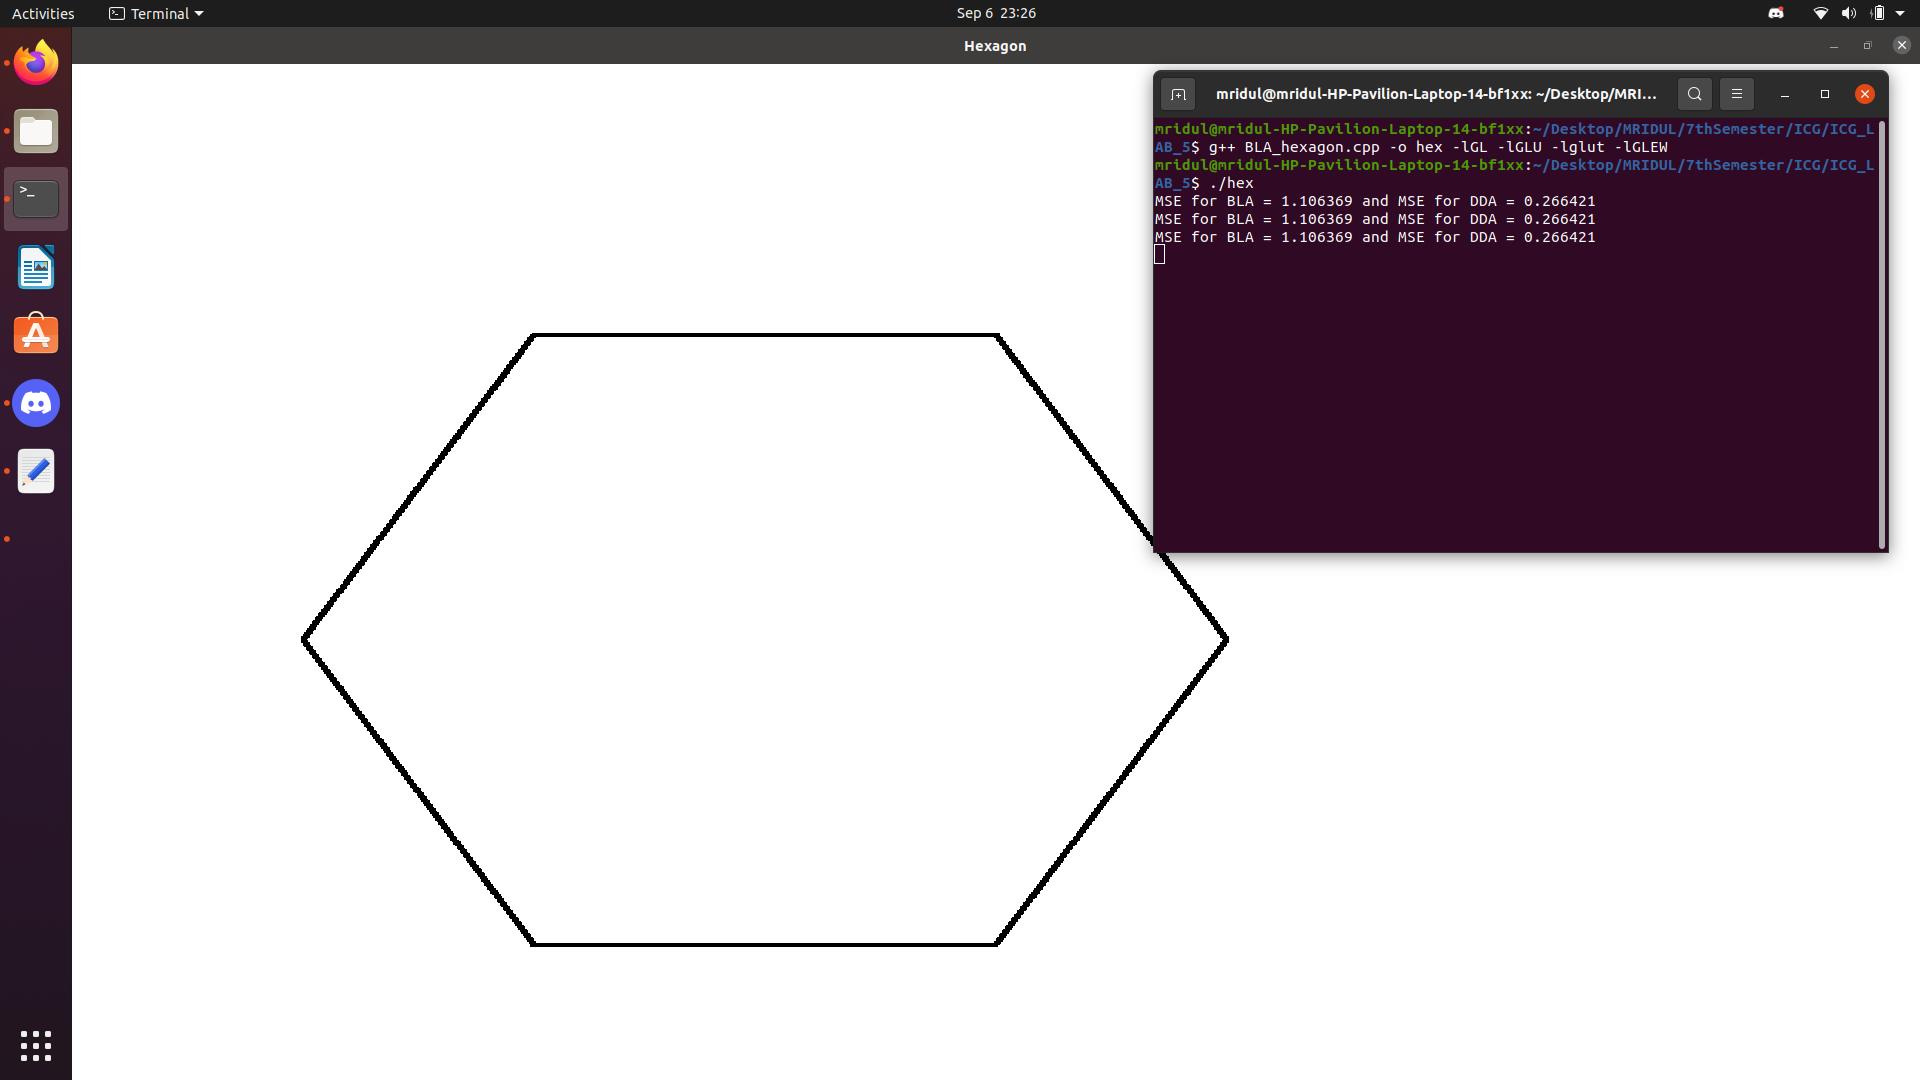 Activities
Terminal
Sep 6 23:26
Hexagon
mridul@mridul-HP-Pavilion-Laptop-14-bf1xx: ~/Desktop/MRI...
mridul@mridul-HP-Pavilion-Laptop-14-bf1xx:~/Desktop/MRIDUL/7thSemester/ICG/ICG_L
AB_5$ g++ BLA_hexagon.cpp -o hex -lGL -lGLU -lglut -lGLEW
mridul@mridul-HP-Pavilion-Laptop-14-bf1xx:~/Desktop/MRIDUL/7thSemester/ICG/ICG_L
AB_5$ ./hex
MSE for BLA = 1.106369 and MSE for DDA = 0.266421
MSE for BLA = 1.106369 and MSE for DDA = 0.266421
MSE for BLA = 1.106369 and MSE for DDA = 0.266421